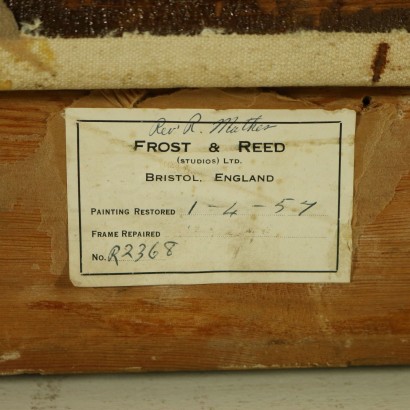 Rev. R. Mather
FROST & REED
(STUDIOS) LTD.
BRISTOL, ENGLAND
PAINTING RESTORED 1-4-57
FRAME REPAIRED
No. R2368